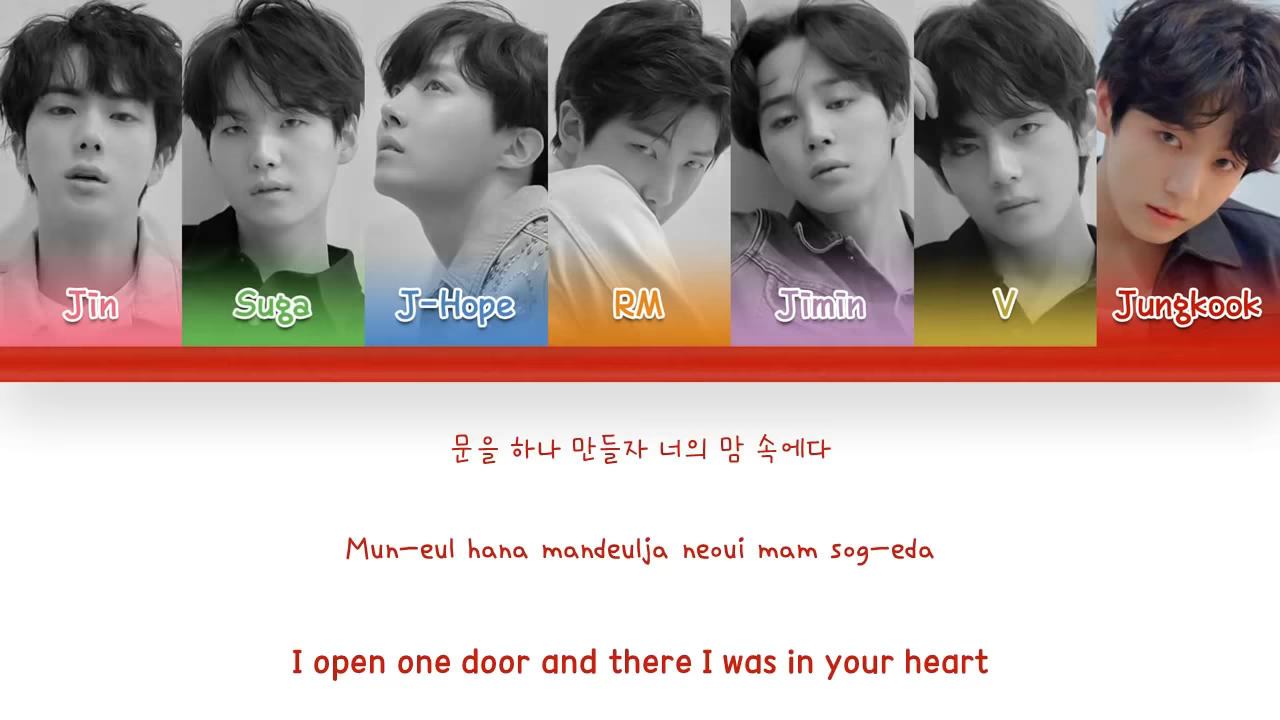 Jin Suga J-Hope RM Jimin V Jungkook
문을 하나 만들자 너의 맘 속에다
Mun-eul hana mandeulja neoui mam sog-eda
I open one door and there I was in your heart